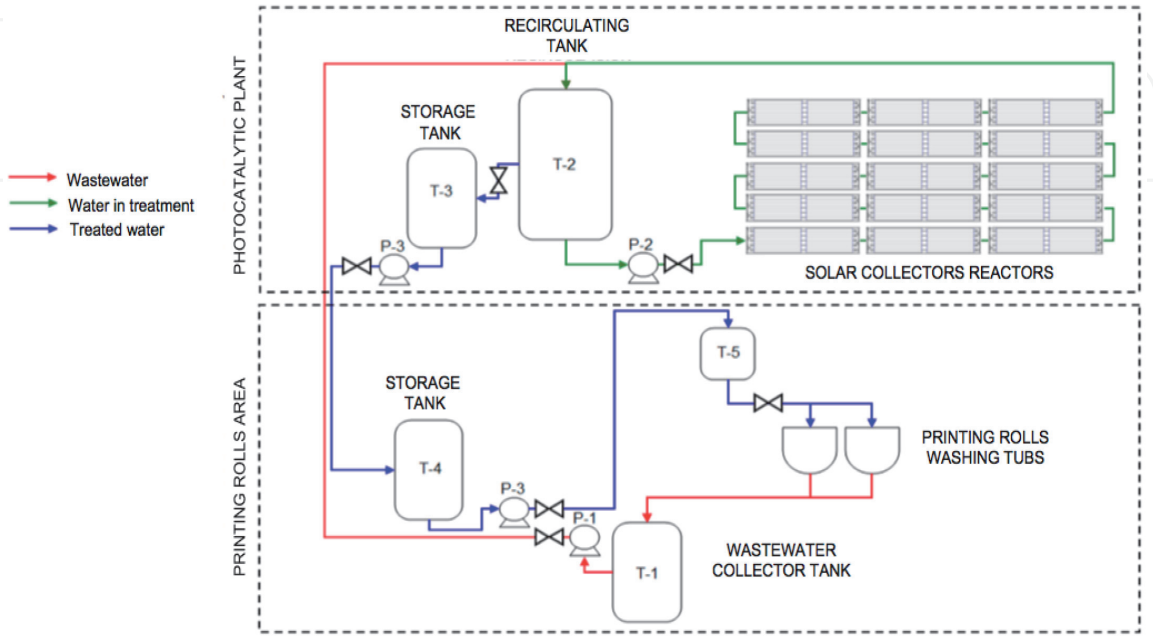 RECIRCULATING
TANK
STORAGE
TANK
T-2
T-3
P-3
P-2
SOLAR COLLECTORS REACTORS
PHOTOCATALYTIC PLANT
Wastewater
Water in treatment
Treated water
PRINTING ROLLS AREA
T-5
STORAGE
TANK
T-4
P-3
P-1
PRINTING ROLLS
WASHING TUBS
T-1
WASTEWATER
COLLECTOR TANK